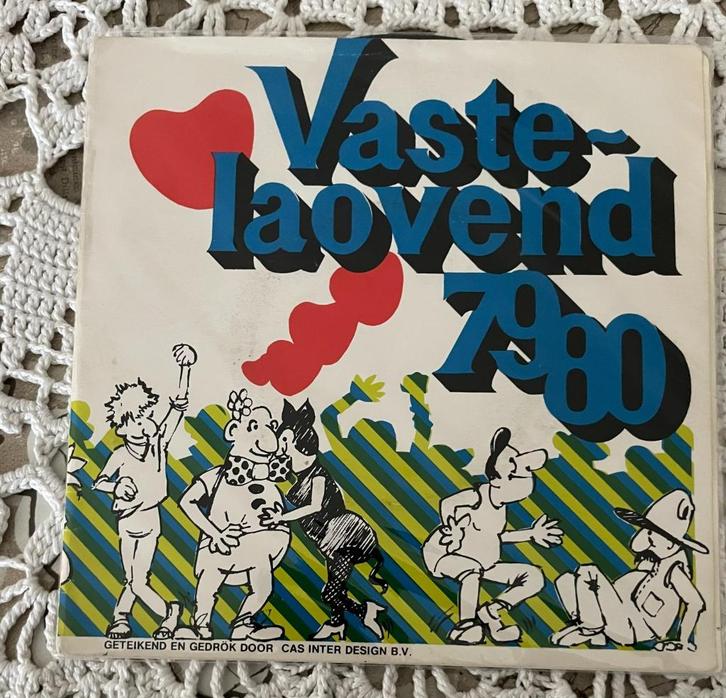 Vaste~
laovend
7980
GETEIKEND EN GEDRÖK DOOR CAS INTER DESIGN B.V.